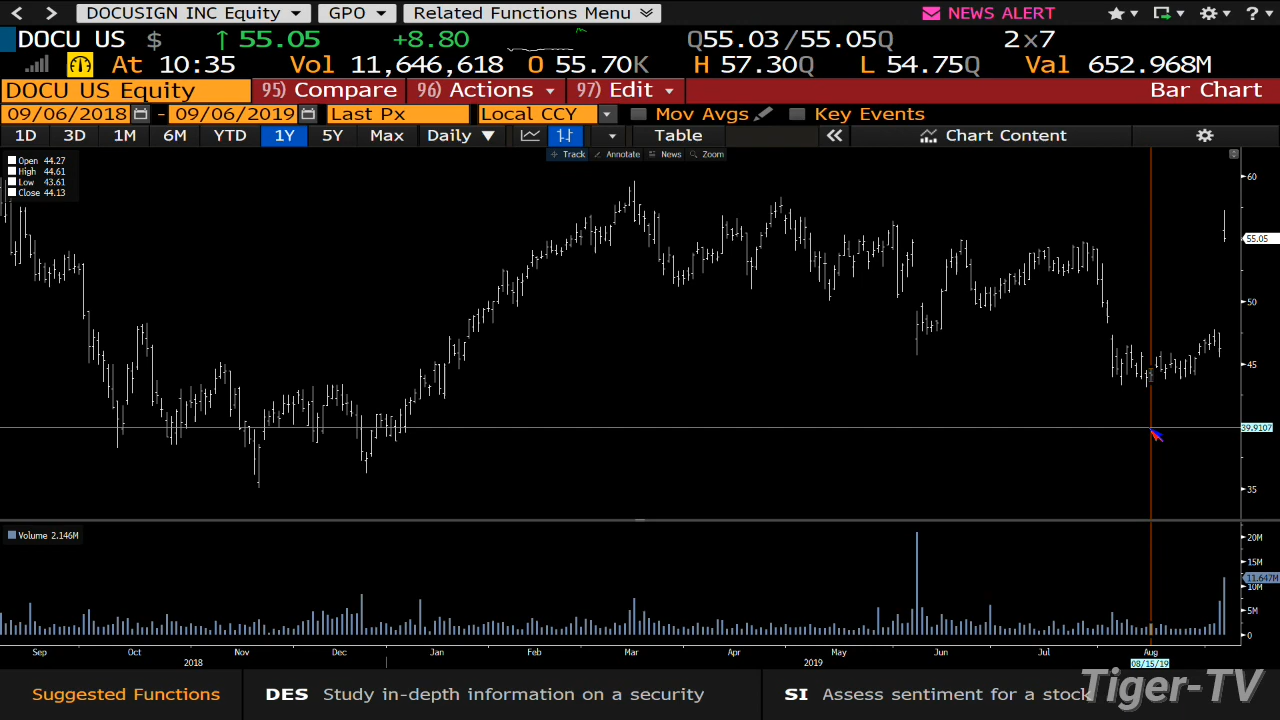 DOCUSIGN INC Equity GPO Related Functions Menu NEWS ALERT ?
DOCU US $ ↑ 55.05 +8.80 Q55.03 /55.05Q 2×7
At 10:35 Vol 11,646,618 O 55.70K H 57.30Q L 54.75Q Val 652.968M
DOCU US Equity 95) Compare 96) Actions 97) Edit Bar Chart
09/06/2018 - 09/06/2019 Last Px Local CCY Mov Avgs Key Events
1D 3D 1M 6M YTD 1Y 5Y Max Daily ▼ Table « Chart Content
Track Annotate News Zoom
Open 44.27
High 44.61
Low 43.61
Close 44.13
60
55.05
50
45
39.9107
35
Volume 2.146M
20M
15M
11.647M
10M
5M
0
Sep Oct Nov Dec Jan Feb Mar Apr May Jun Jul Aug
2018 2019 08/15/19
Suggested Functions DES Study in-depth information on a security SI Assess sentiment for a stock
Tiger-TV